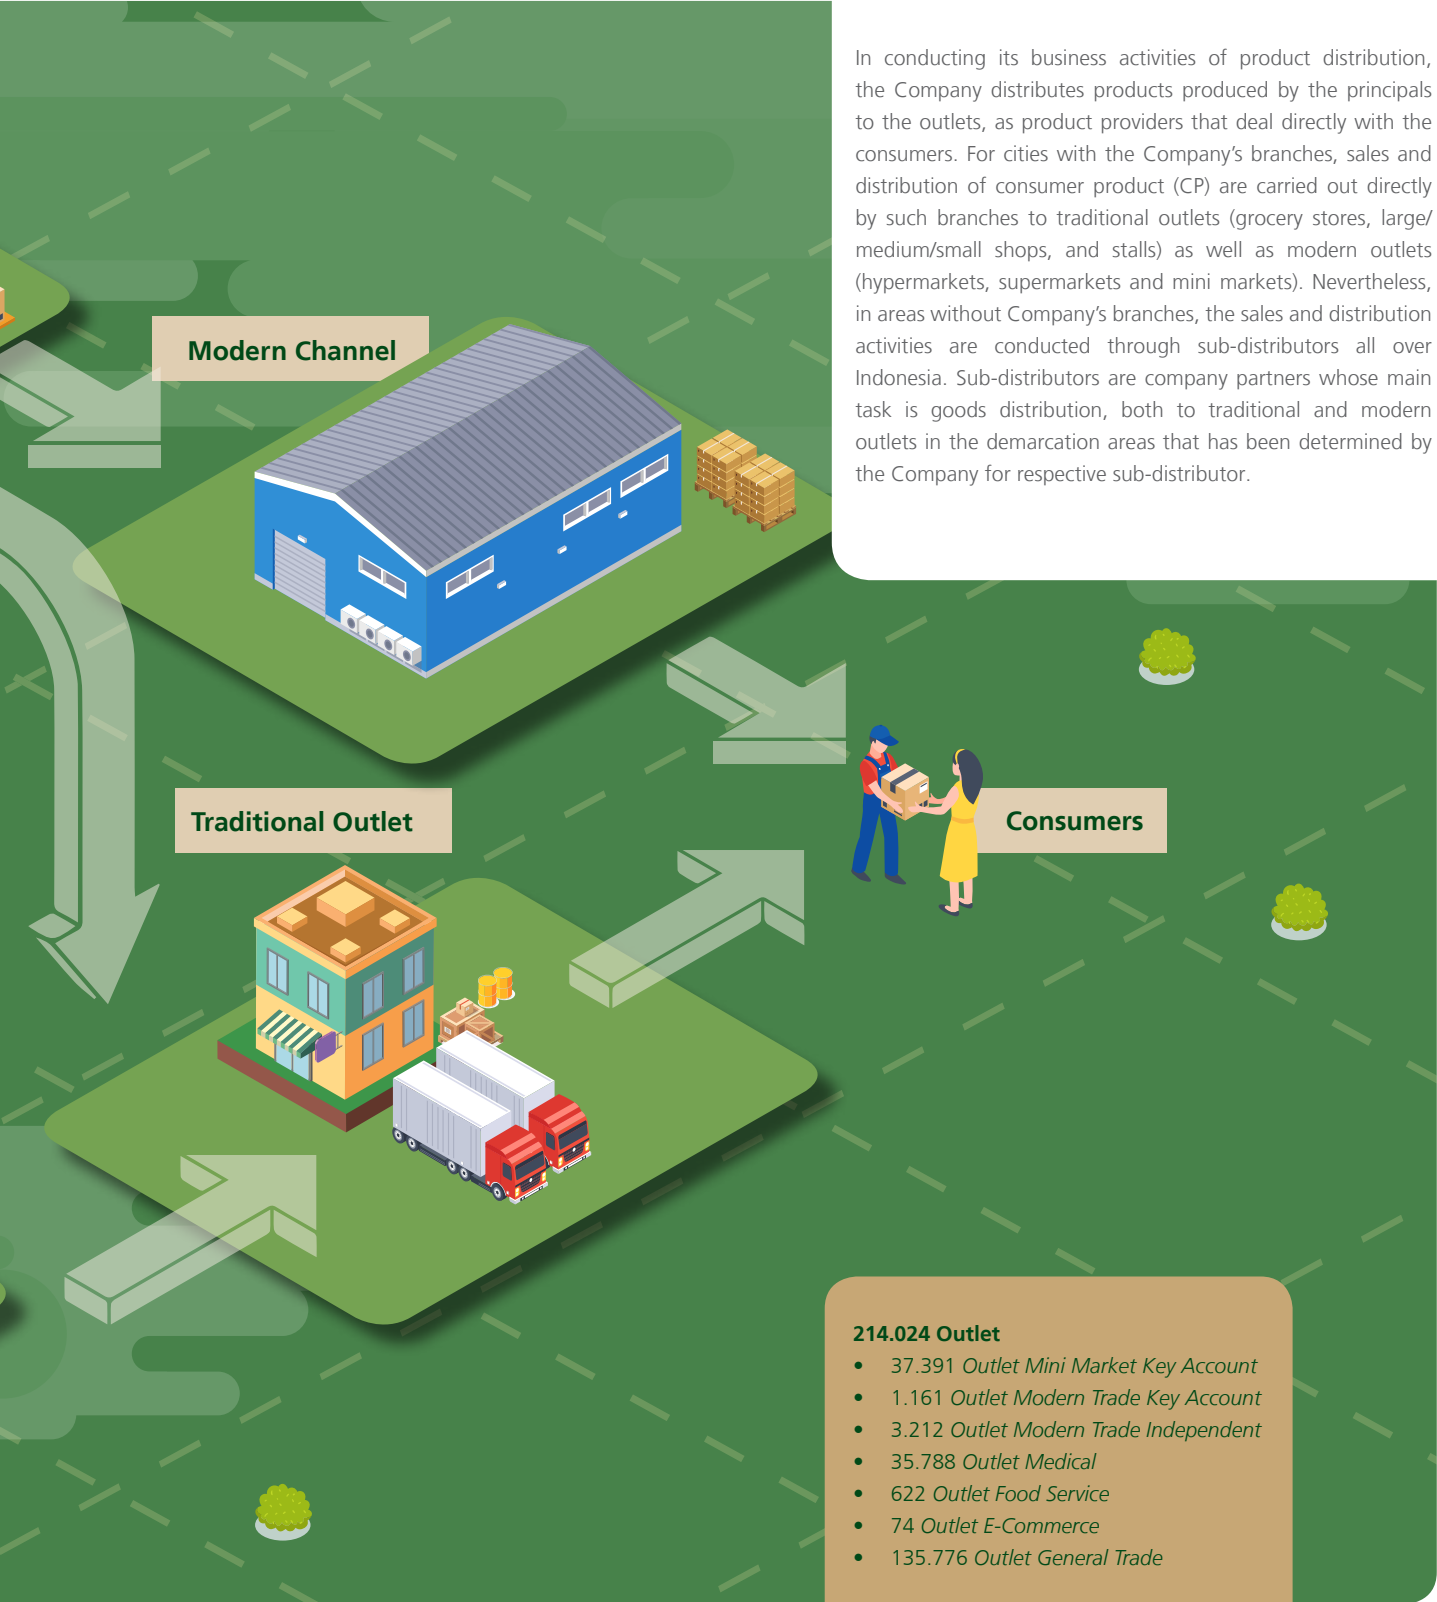 In conducting its business activities of product distribution,
the Company distributes products produced by the principals
to the outlets, as product providers that deal directly with the
consumers. For cities with the Company's branches, sales and
distribution of consumer product (CP) are carried out directly
by such branches to traditional outlets (grocery stores, large/
medium/small shops, and stalls) as well as modern outlets
(hypermarkets, supermarkets and mini markets). Nevertheless,
in areas without Company's branches, the sales and distribution
activities are conducted through sub-distributors all over
Indonesia. Sub-distributors are company partners whose main
task is goods distribution, both to traditional and modern
outlets in the demarcation areas that has been determined by
the Company for respective sub-distributor.
Modern Channel
Traditional Outlet
Consumers
214.024 Outlet
• 37.391 Outlet Mini Market Key Account
• 1.161 Outlet Modern Trade Key Account
• 3.212 Outlet Modern Trade Independent
• 35.788 Outlet Medical
• 622 Outlet Food Service
• 74 Outlet E-Commerce
• 135.776 Outlet General Trade